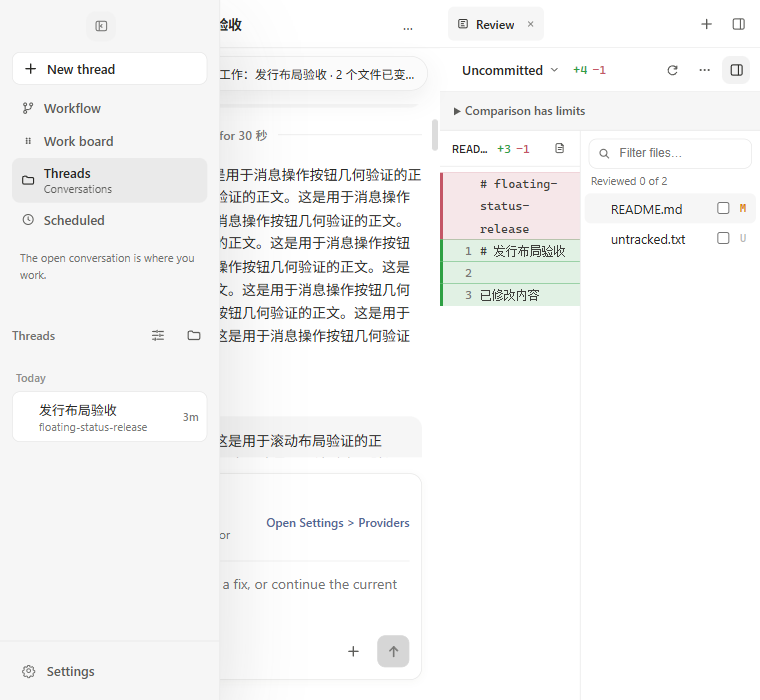 New thread
Workflow
Work board
Threads
Conversations
Scheduled
The open conversation is where you
work.
Threads
Today
发行布局验收
floating-status-release
3m
Settings
验收
...
工作：发行布局验收 · 2 个文件已变...
for 30 秒
是用于消息操作按钮几何验证的正
验证的正文。这是用于消息操作
消息操作按钮几何验证的正文。
的正文。这是用于消息操作按钮
操作按钮几何验证的正文。这是
文。这是用于消息操作按钮几何
按钮几何验证的正文。这是用于
这是用于消息操作按钮几何验证
这是用于滚动布局验证的正
Open Settings > Providers
or
a fix, or continue the current
Review ×
Uncommitted +4 −1
...
Comparison has limits
READ… +3 −1
# floating-
status-
release
1 # 发行布局验收
2
3 已修改内容
Filter files…
Reviewed 0 of 2
README.md M
untracked.txt U